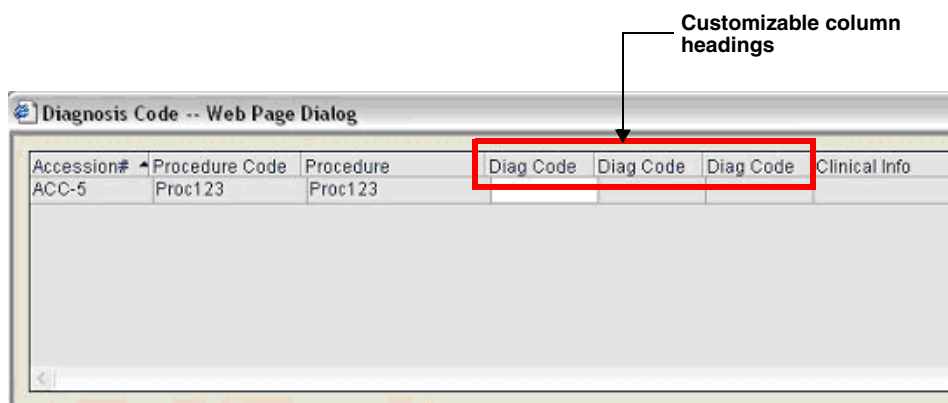 Customizable column
headings
Diagnosis Code -- Web Page Dialog
Accession# Procedure Code Procedure Diag Code Diag Code Diag Code Clinical Info
ACC-5 Proc123 Proc123